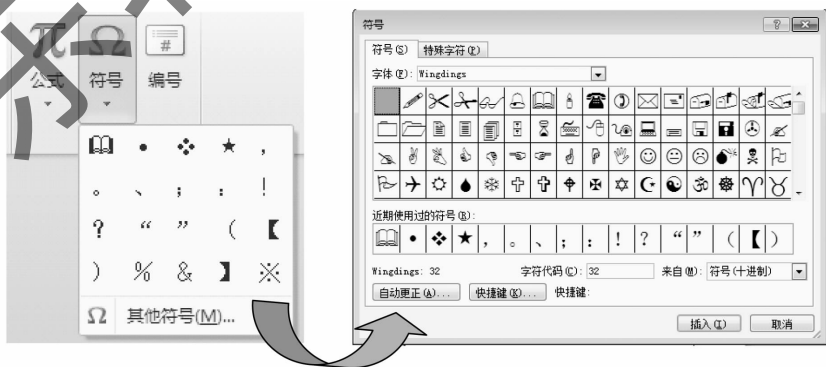 π Ω #
公式 符号 编号
🕮 • ❖ ★ ,
。 、 ; : !
? “ ” ( 【
) % & 】 ※
Ω 其他符号(M)...
符号
符号(S) 特殊字符(P)
字体(F): Wingdings
近期使用过的符号(R):
🕮 • ❖ ★ , 。 、 ; : ! ? “ ” ( 【 )
Wingdings: 32 字符代码(C): 32 来自(M): 符号(十进制)
自动更正(A)... 快捷键(K)... 快捷键:
插入(I) 取消